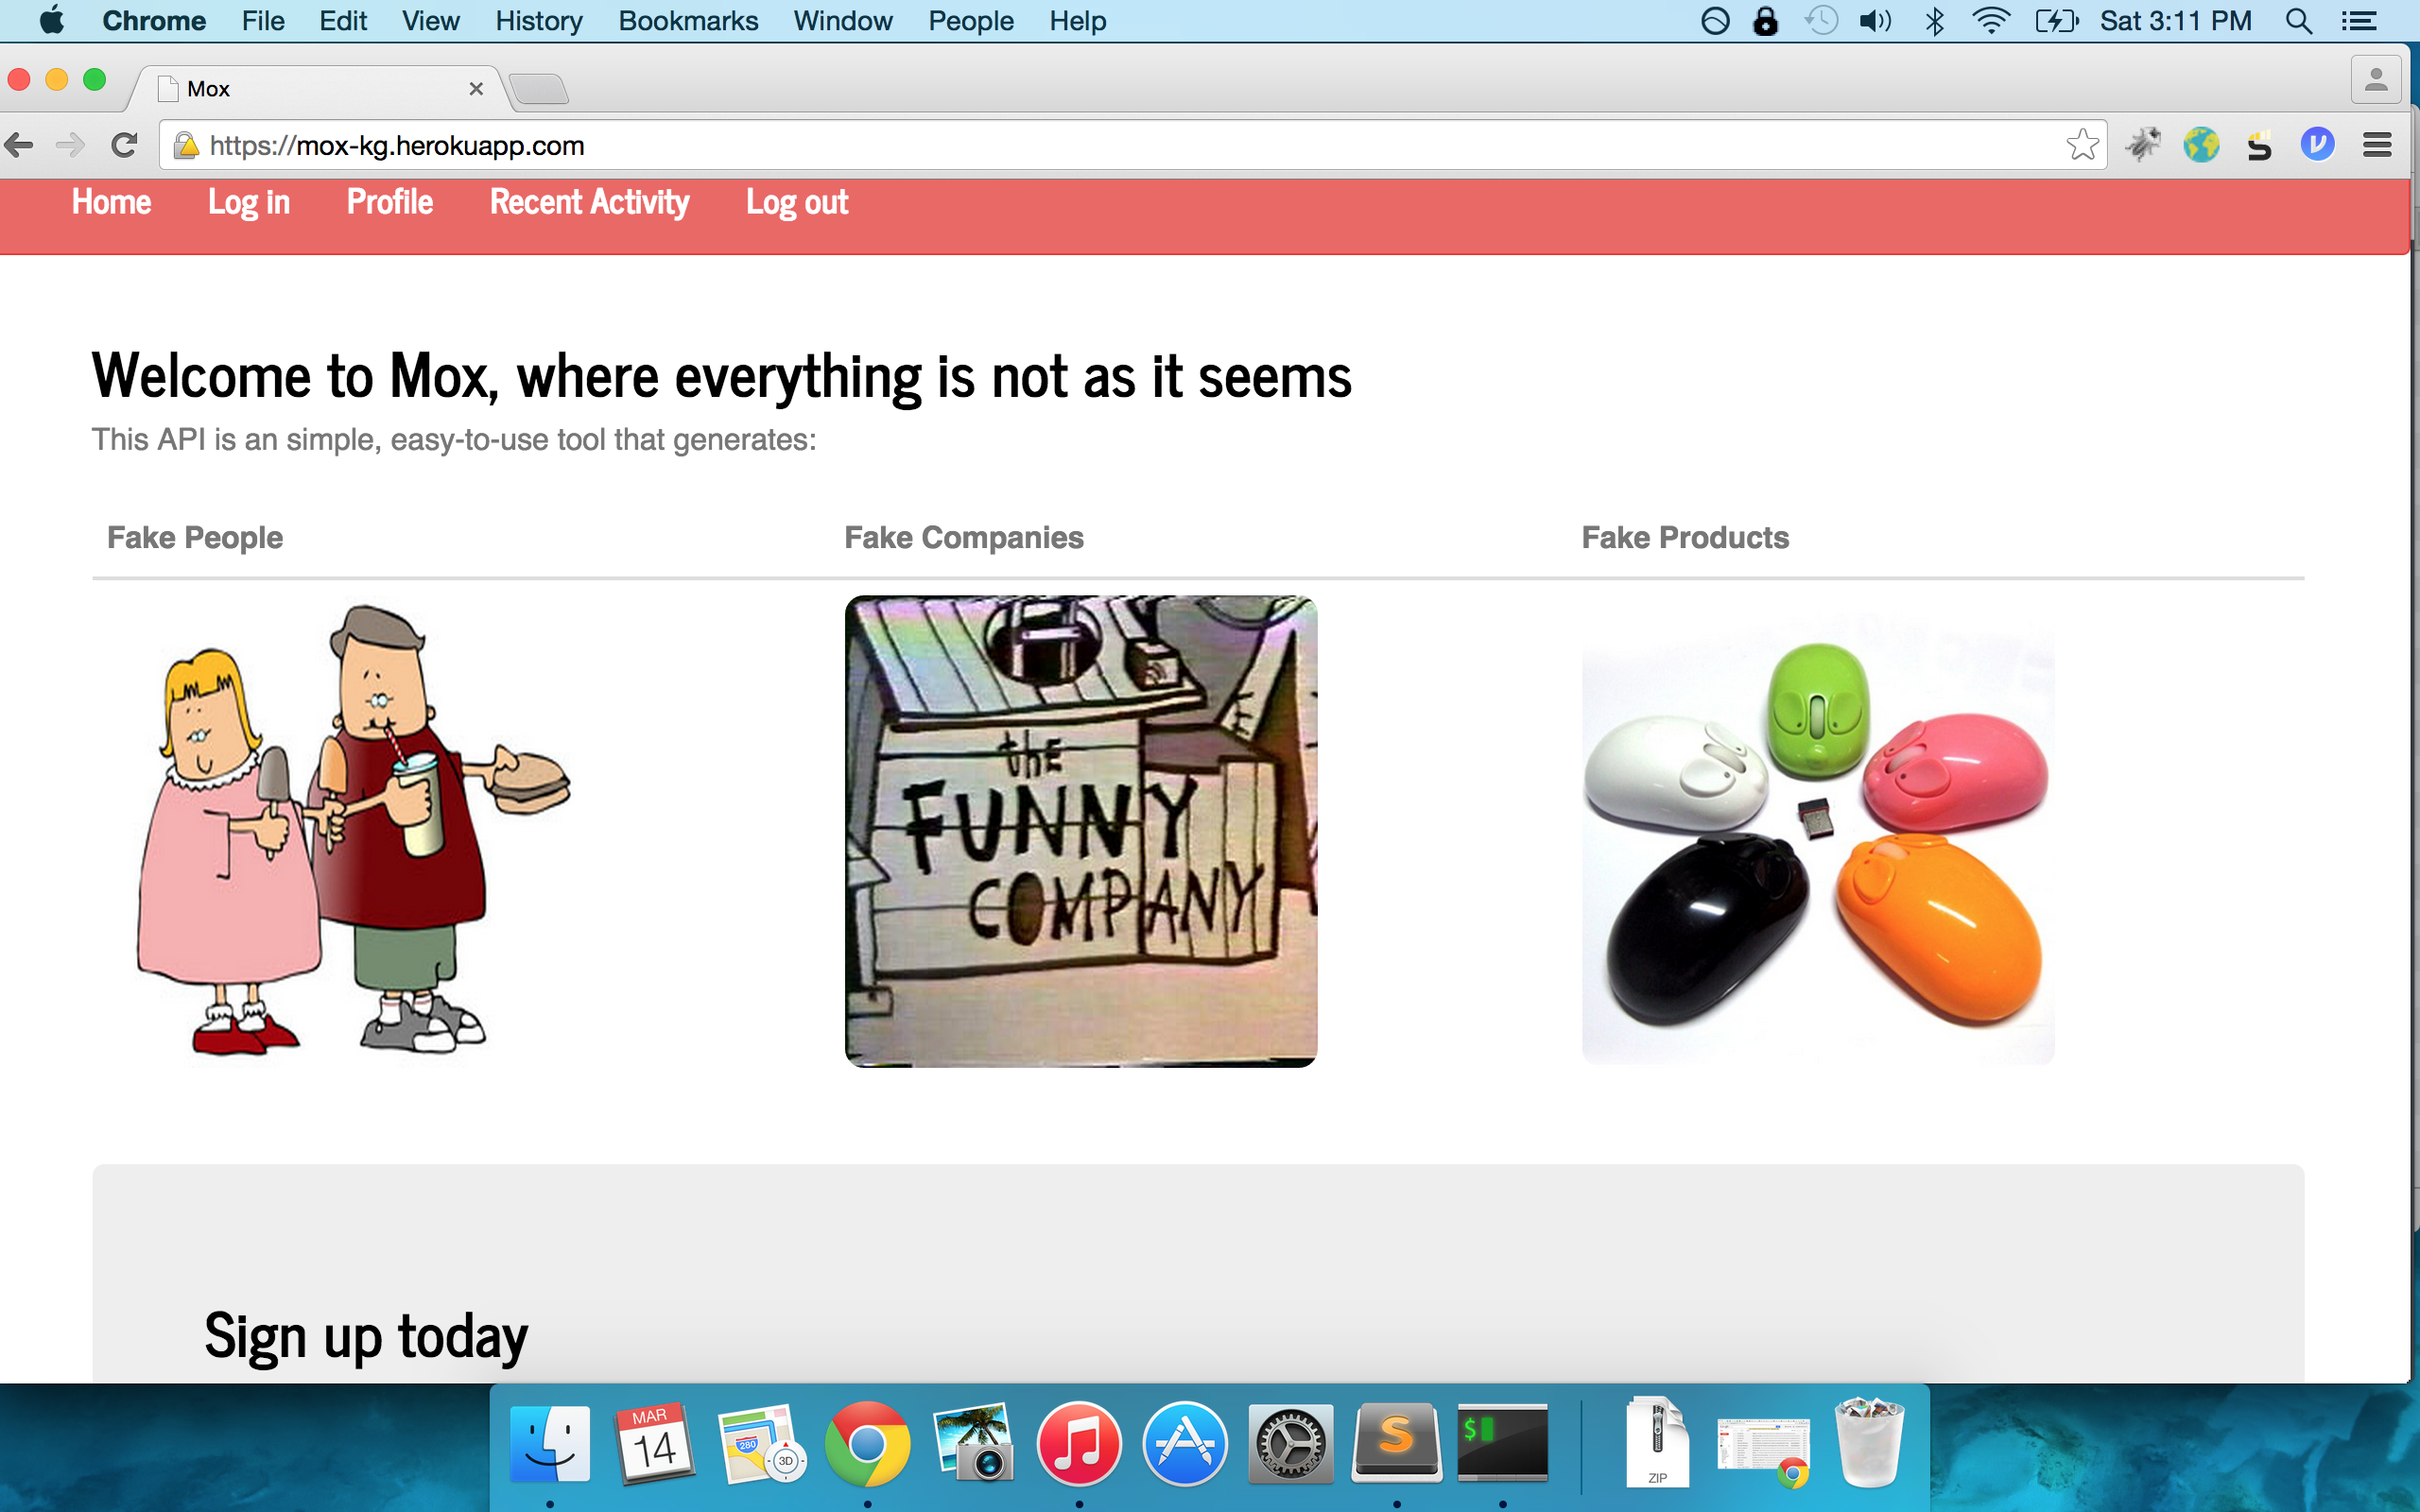 Chrome File Edit View History Bookmarks Window People Help Sat 3:11 PM
Mox
https://mox-kg.herokuapp.com
Home Log in Profile Recent Activity Log out
Welcome to Mox, where everything is not as it seems
This API is an simple, easy-to-use tool that generates:
Fake People Fake Companies Fake Products
the
FUNNY
COMPANY
Sign up today
MAR
14
280
3D
$
ZIP